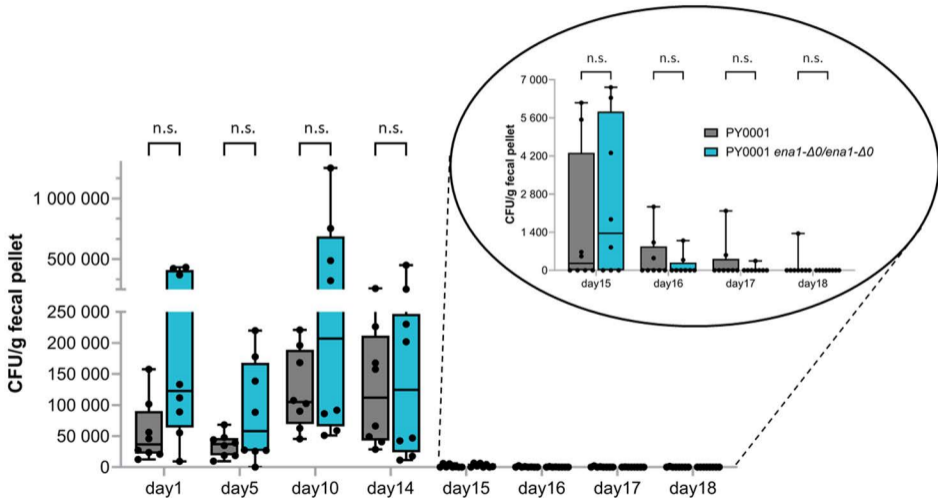 n.s.
n.s.
n.s.
n.s.
7 000
5 600
4 200
2 800
1 400
0
CFU/g fecal pellet
PY0001
PY0001 ena1-Δ0/ena1-Δ0
day15
day16
day17
day18
n.s.
n.s.
n.s.
n.s.
1 000 000
500 000
250 000
200 000
150 000
100 000
50 000
0
CFU/g fecal pellet
day1
day5
day10
day14
day15
day16
day17
day18